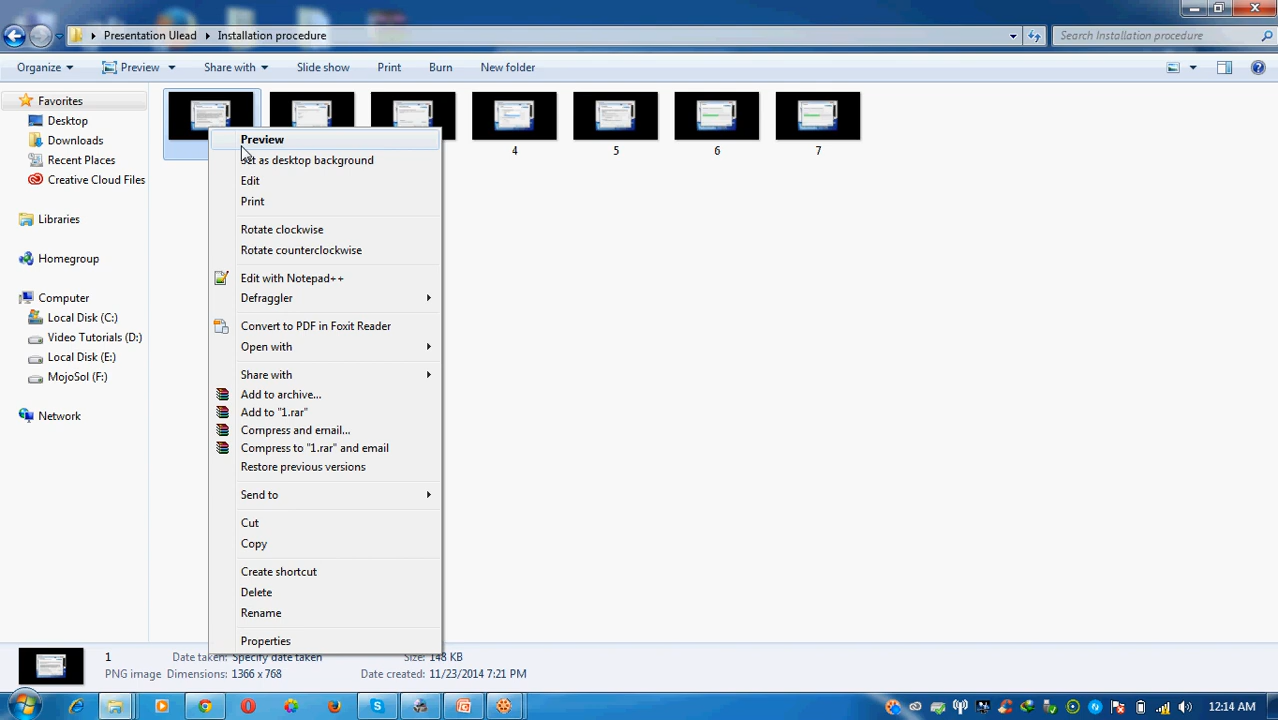 Presentation Ulead Installation procedure
Search Installation procedure
Organize Preview Share with Slide show Print Burn New folder
Favorites
Desktop
Downloads
Recent Places
Creative Cloud Files
Libraries
Homegroup
Computer
Local Disk (C:)
Video Tutorials (D:)
Local Disk (E:)
MojoSol (F:)
Network
4 5 6 7
Preview
Set as desktop background
Edit
Print
Rotate clockwise
Rotate counterclockwise
Edit with Notepad++
Defraggler
Convert to PDF in Foxit Reader
Open with
Share with
Add to archive...
Add to "1.rar"
Compress and email...
Compress to "1.rar" and email
Restore previous versions
Send to
Cut
Copy
Create shortcut
Delete
Rename
Properties
1 Date taken: Specify date taken Size: 148 KB
PNG image Dimensions: 1366 x 768 Date created: 11/23/2014 7:21 PM
12:14 AM